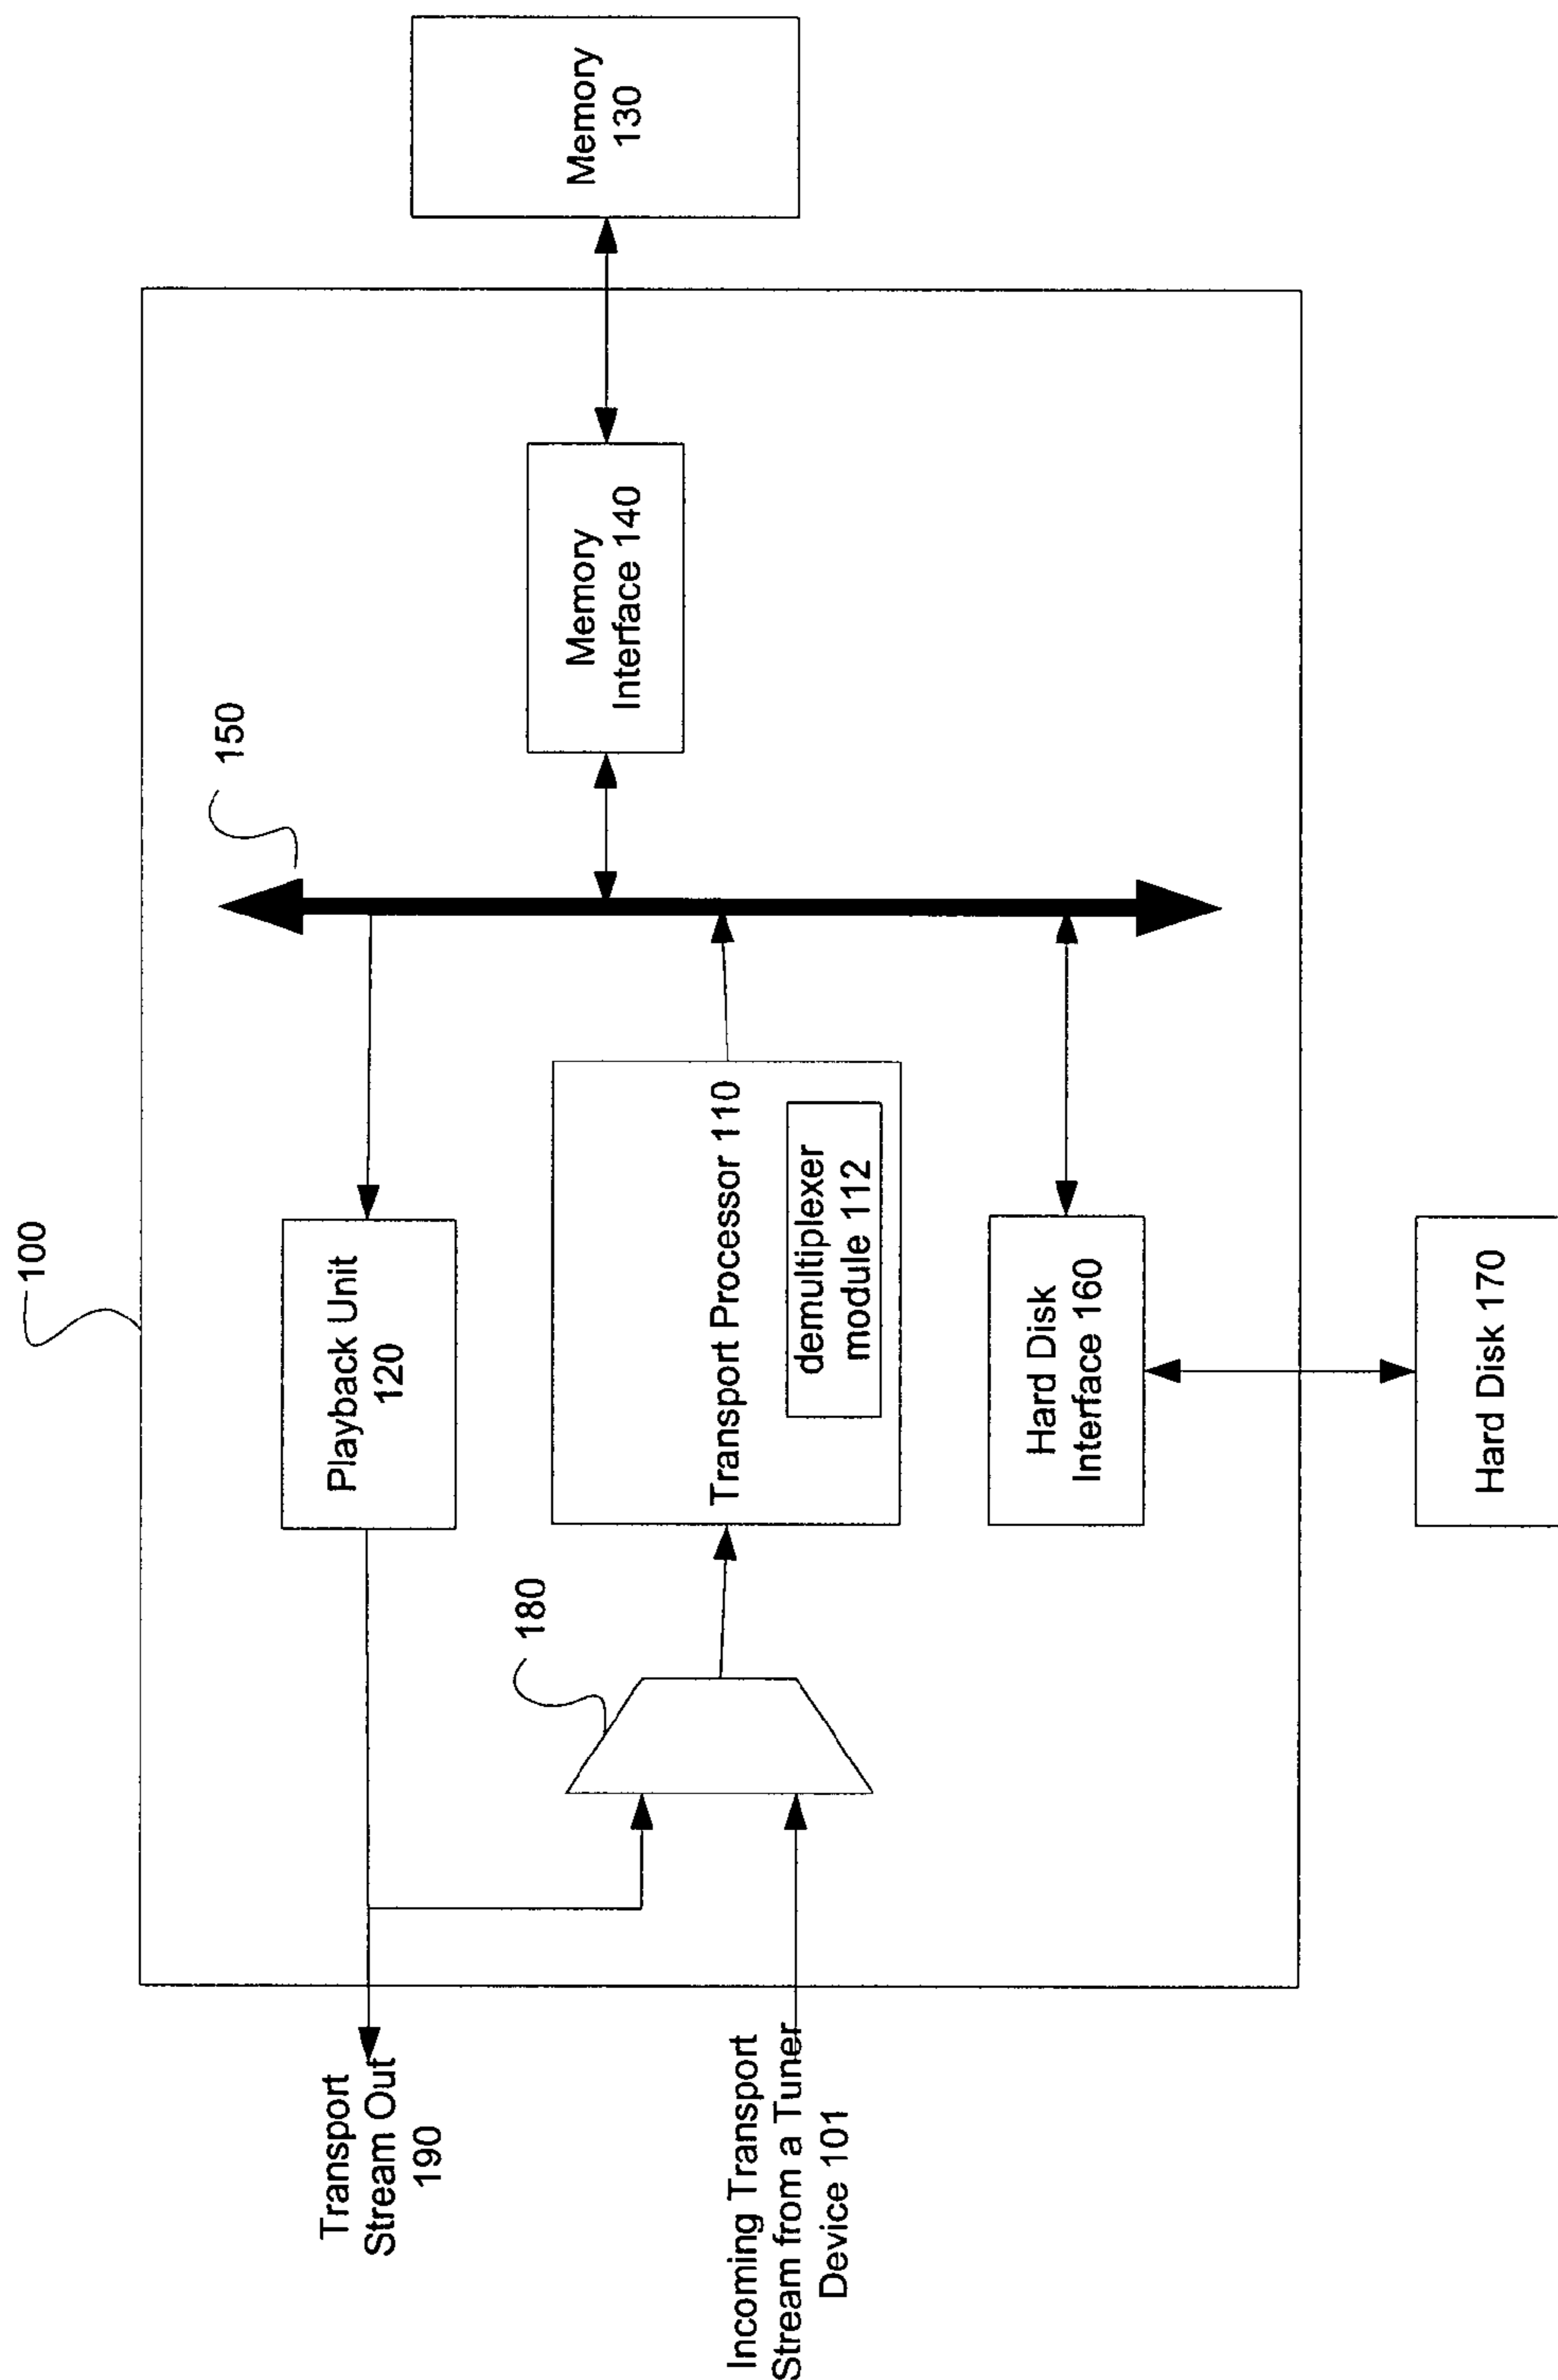 100
150
Playback Unit
120
Memory
Interface 140
Memory
130
180
Transport Processor 110
demultiplexer
module 112
Hard Disk
Interface 160
Hard Disk 170
Transport
Stream Out
190
Incoming Transport
Stream from a Tuner
Device 101